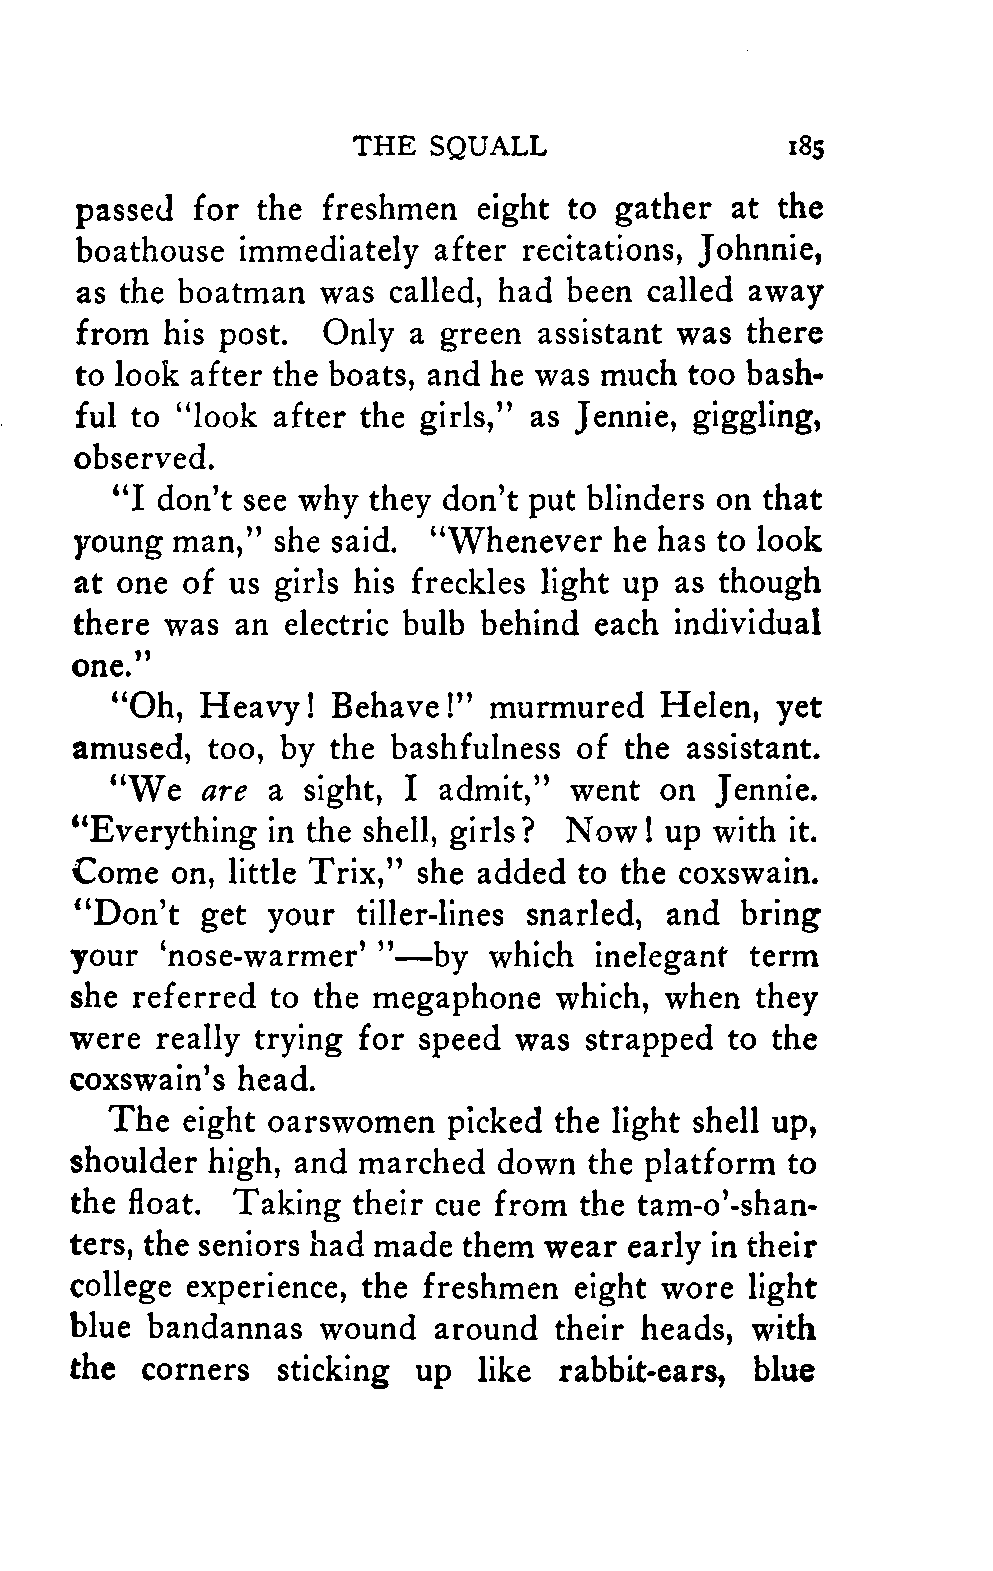 THE SQUALL 185
passed for the freshmen eight to gather at the
boathouse immediately after recitations, Johnnie,
as the boatman was called, had been called away
from his post. Only a green assistant was there
to look after the boats, and he was much too bash-
ful to “look after the girls,” as Jennie, giggling,
observed.
“I don’t see why they don’t put blinders on that
young man,” she said. “Whenever he has to look
at one of us girls his freckles light up as though
there was an electric bulb behind each individual
one.”
“Oh, Heavy! Behave!” murmured Helen, yet
amused, too, by the bashfulness of the assistant.
“We are a sight, I admit,” went on Jennie.
“Everything in the shell, girls? Now! up with it.
Come on, little Trix,” she added to the coxswain.
“Don’t get your tiller-lines snarled, and bring
your ‘nose-warmer’ ”—by which inelegant term
she referred to the megaphone which, when they
were really trying for speed was strapped to the
coxswain’s head.
The eight oarswomen picked the light shell up,
shoulder high, and marched down the platform to
the float. Taking their cue from the tam-o’-shan-
ters, the seniors had made them wear early in their
college experience, the freshmen eight wore light
blue bandannas wound around their heads, with
the corners sticking up like rabbit-ears, blue